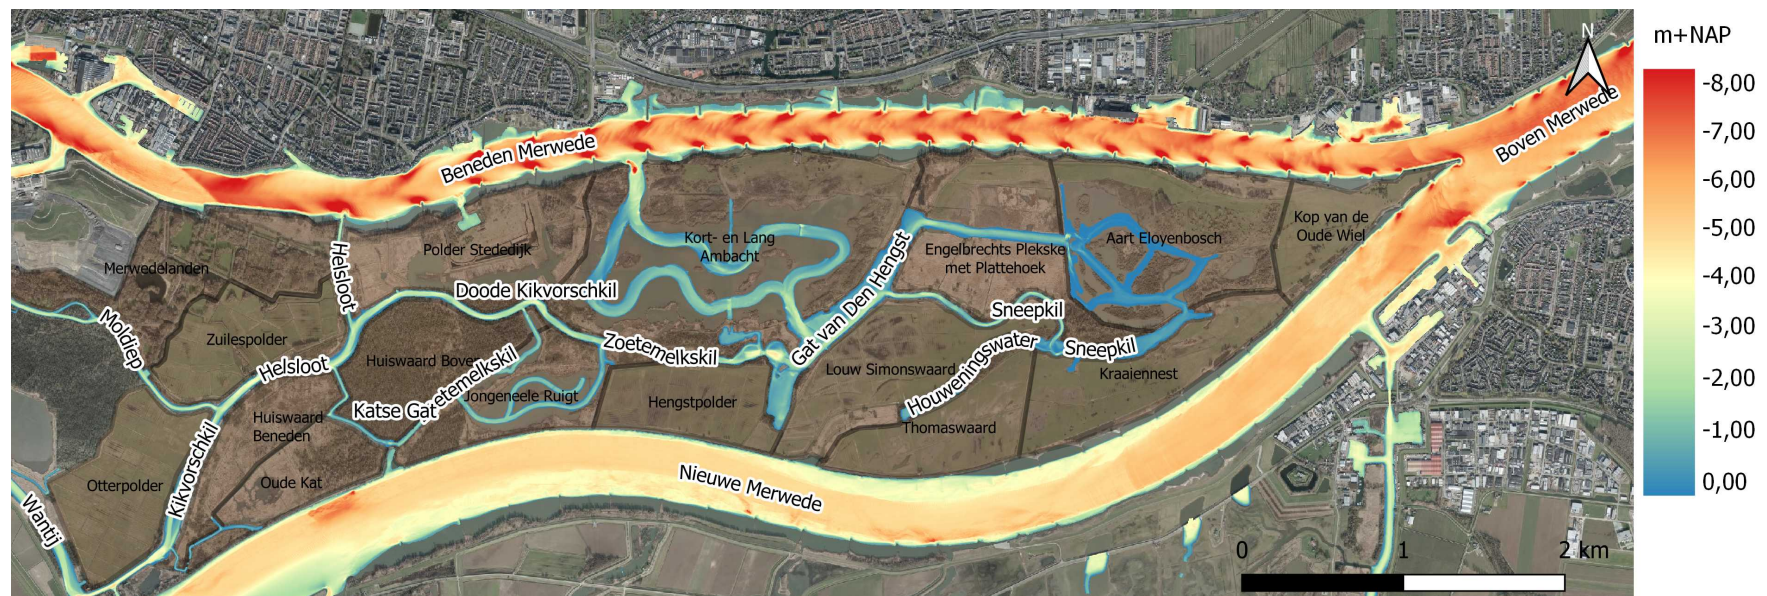 m+NAP
N
-8,00
-7,00
-6,00
-5,00
-4,00
-3,00
-2,00
-1,00
0,00
Boven Merwede
Beneden Merwede
Kop van de
Oude Wiel
Kort- en Lang
Ambacht
Aart Eloyenbosch
Polder Stededijk
Engelbrechts Plekske
met Plattehoek
Merwedelanden
Helsloot
Doode Kikvorschkil
Gat van Den Hengst
Sneepkil
Moldiep
Zuilespolder
Zoetemelkskil
Houweningswater
Sneepkil
Helsloot
Huiswaard Bove
etemelkskil
Louw Simonswaard
Kraaiennest
Jongeneele Ruigt
Katse Gat
Hengstpolder
Huiswaard
Beneden
Thomaswaard
Kikvorschkil
Otterpolder
Oude Kat
Nieuwe Merwede
Wantij
0 1 2 km